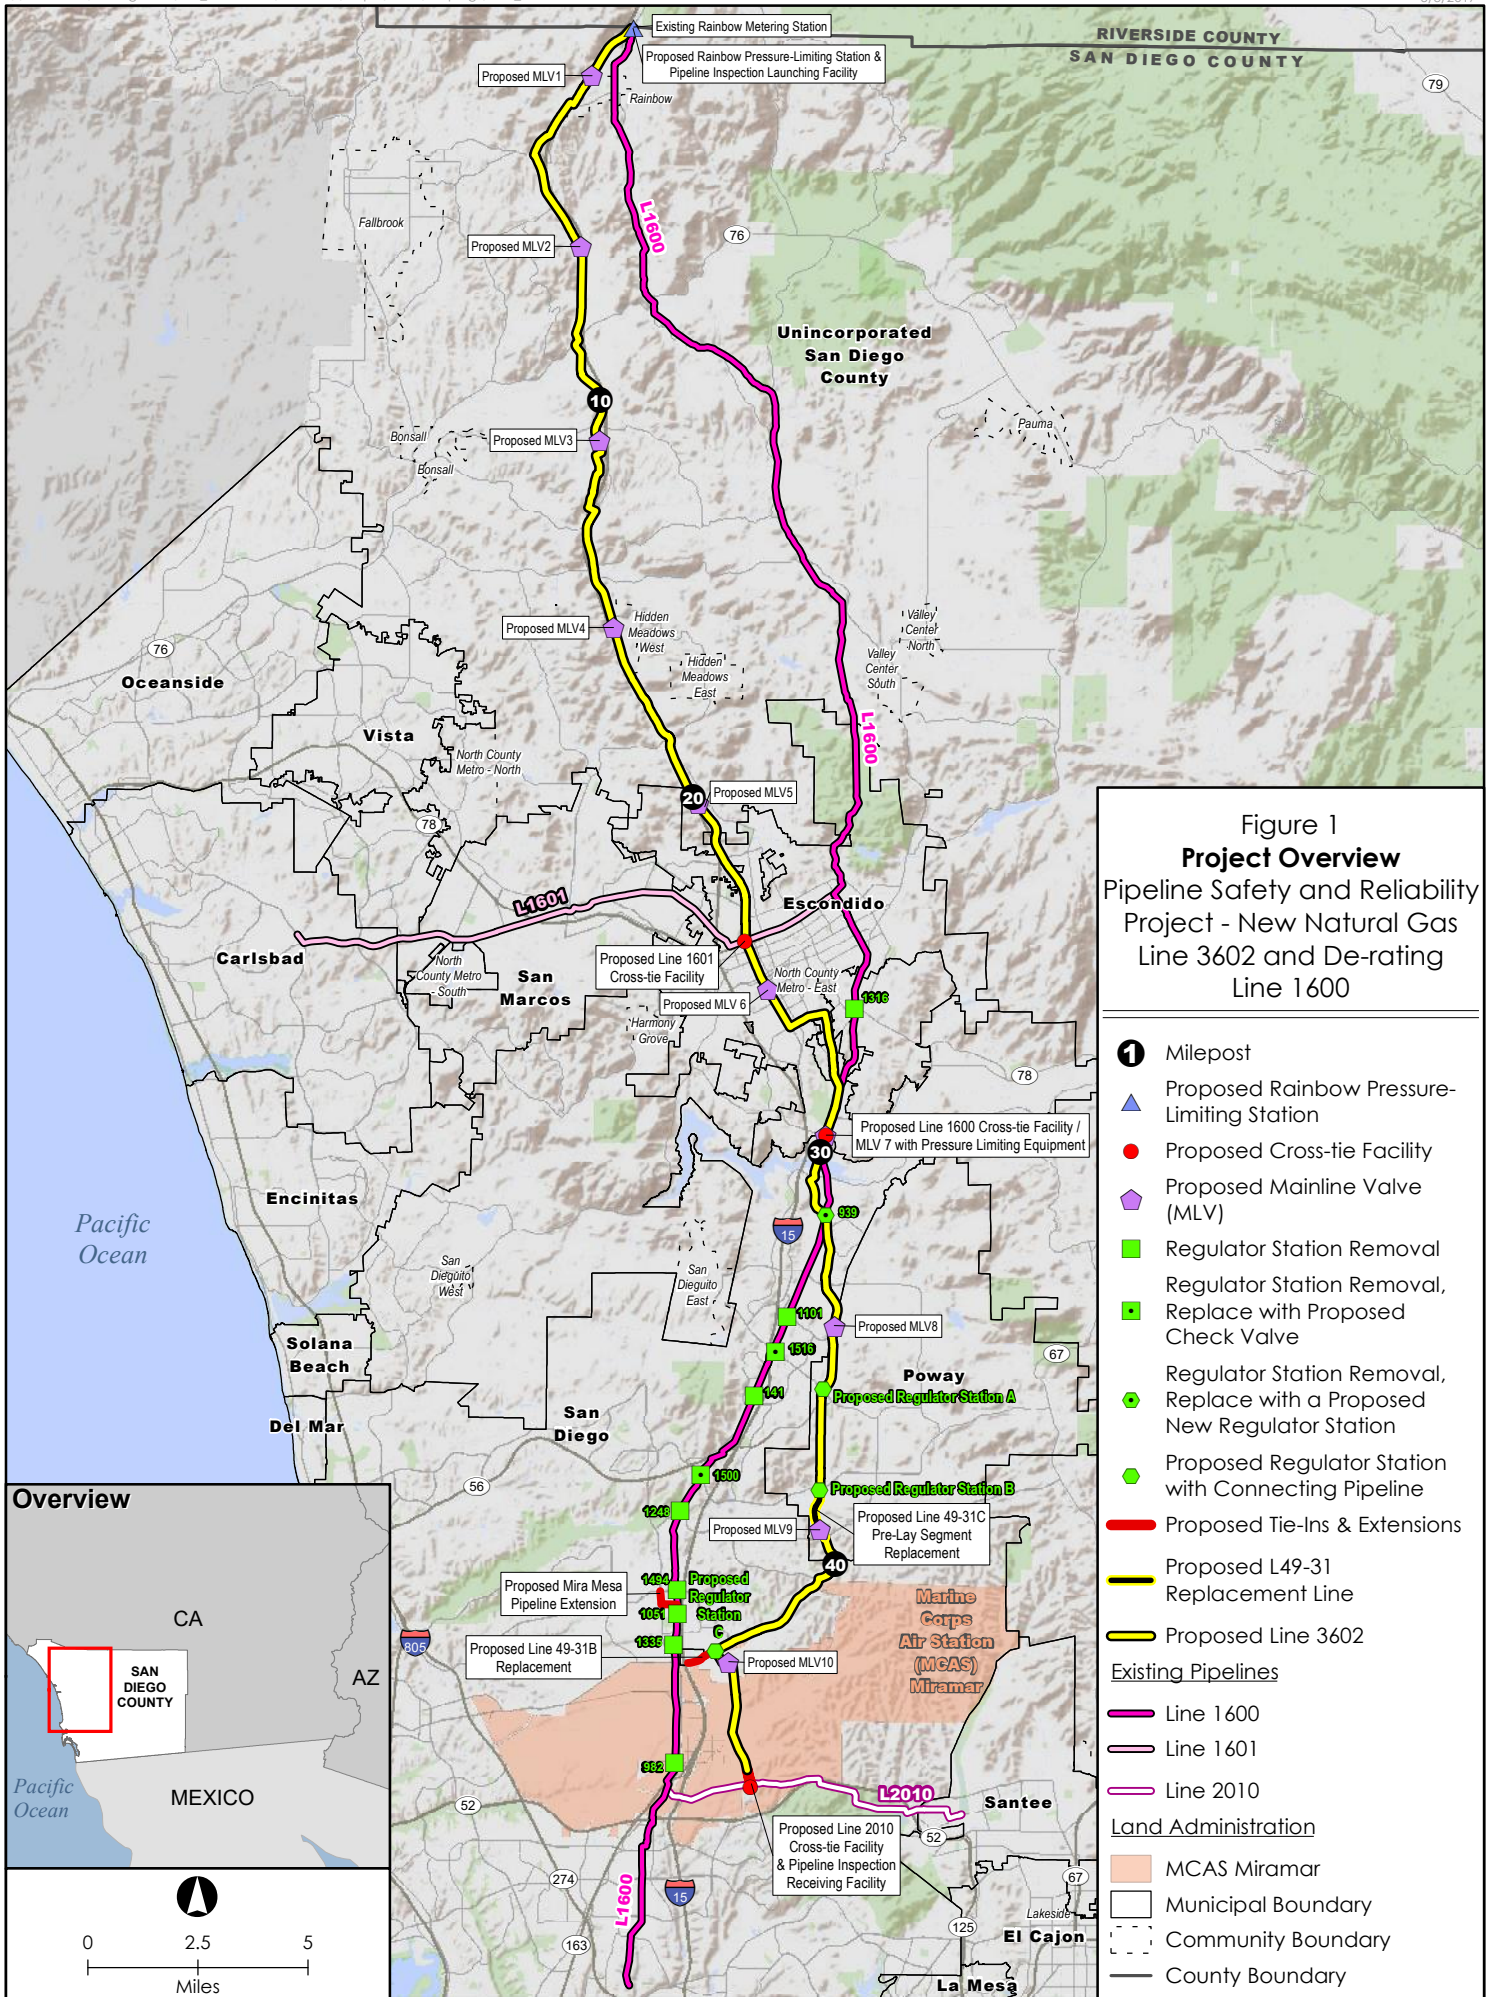 Existing Rainbow Metering Station
RIVERSIDE COUNTY
SAN DIEGO COUNTY
Proposed Rainbow Pressure-Limiting Station &
Pipeline Inspection Launching Facility
Proposed MLV1
Rainbow
79
Fallbrook
L1600
76
Proposed MLV2
Unincorporated
San Diego
County
10
Pauma
Bonsall
Proposed MLV3
Bonsall
Hidden
Meadows
West
Proposed MLV4
Valley
Center
North
76
Hidden
Meadows
East
Valley
Center
South
Oceanside
L1600
Vista
North County
Metro - North
20
Proposed MLV5
78
Escondido
L1601
Carlsbad
North
County Metro
- South
San
Marcos
Proposed Line 1601
Cross-tie Facility
North County
Metro - East
Proposed MLV 6
1316
Harmony
Grove
78
Proposed Line 1600 Cross-tie Facility /
MLV 7 with Pressure Limiting Equipment
30
Encinitas
939
Pacific
Ocean
15
San
Dieguito
West
San
Dieguito
East
1101
Proposed MLV8
Solana
Beach
1516
67
Poway
141
Proposed Regulator Station A
Del Mar
San
Diego
1500
56
Proposed Regulator Station B
1248
Proposed MLV9
Proposed Line 49-31C
Pre-Lay Segment
Replacement
40
1494
Proposed
Regulator
Station
C
Proposed Mira Mesa
Pipeline Extension
1051
Marine
Corps
Air Station
(MCAS)
Miramar
805
1335
Proposed Line 49-31B
Replacement
Proposed MLV10
982
L2010
Santee
52
52
Proposed Line 2010
Cross-tie Facility
& Pipeline Inspection
Receiving Facility
274
L1600
15
67
Lakeside
125
El Cajon
163
La Mesa
Figure 1
Project Overview
Pipeline Safety and Reliability
Project - New Natural Gas
Line 3602 and De-rating
Line 1600
1 Milepost
Proposed Rainbow Pressure-
Limiting Station
Proposed Cross-tie Facility
Proposed Mainline Valve
(MLV)
Regulator Station Removal
Regulator Station Removal,
Replace with Proposed
Check Valve
Regulator Station Removal,
Replace with a Proposed
New Regulator Station
Proposed Regulator Station
with Connecting Pipeline
Proposed Tie-Ins & Extensions
Proposed L49-31
Replacement Line
Proposed Line 3602
Existing Pipelines
Line 1600
Line 1601
Line 2010
Land Administration
MCAS Miramar
Municipal Boundary
Community Boundary
County Boundary
Overview
CA
AZ
SAN
DIEGO
COUNTY
Pacific
Ocean
MEXICO
0 2.5 5
Miles